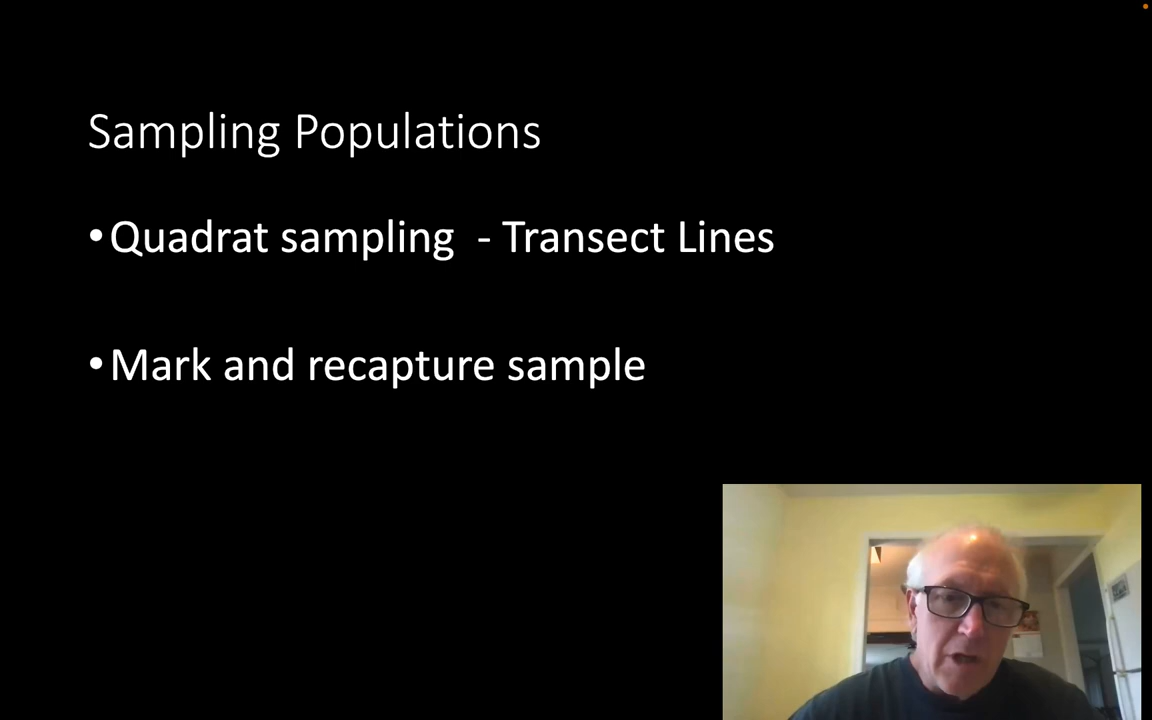 Sampling Populations
•Quadrat sampling  - Transect Lines
•Mark and recapture sample